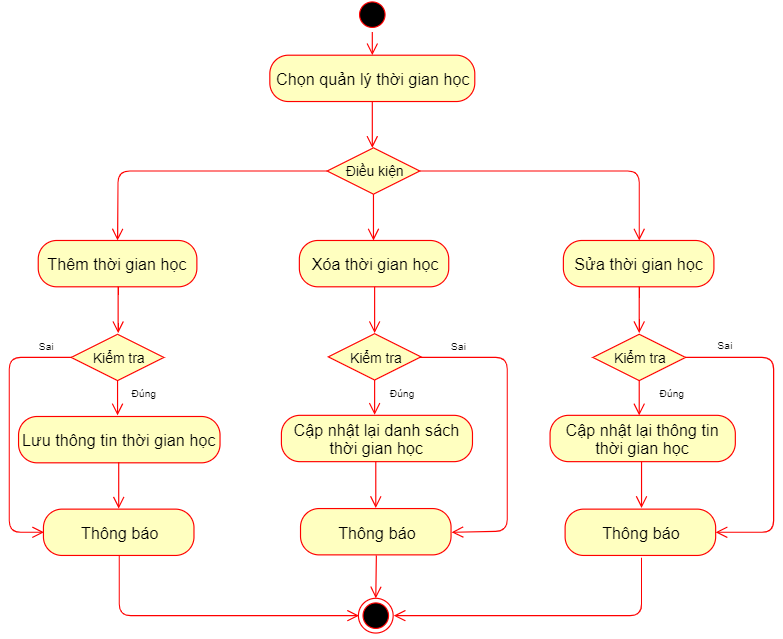 Chọn quản lý thời gian học
Điều kiện
Thêm thời gian học
Xóa thời gian học
Sửa thời gian học
Sai
Kiểm tra
Kiểm tra
Sai
Kiểm tra
Sai
Đúng
Đúng
Đúng
Lưu thông tin thời gian học
Cập nhật lại danh sách
thời gian học
Cập nhật lại thông tin
thời gian học
Thông báo
Thông báo
Thông báo